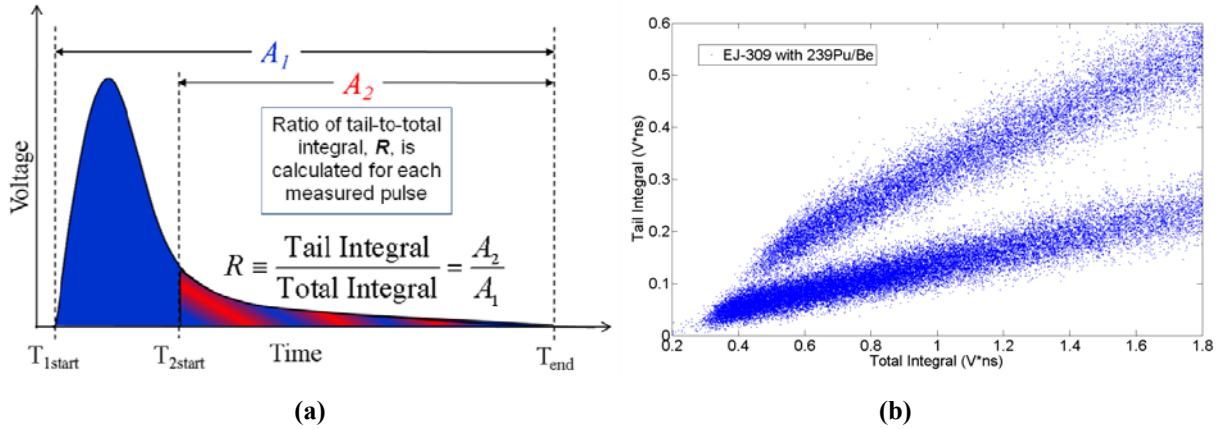 A1
A2
Ratio of tail-to-total
integral, R, is
calculated for each
measured pulse
R ≡ Tail Integral / Total Integral = A2 / A1
Voltage
T1start
T2start
Time
Tend
(a)
0.6
0.5
0.4
0.3
0.2
0.1
0
Tail Integral (V*ns)
EJ-309 with 239Pu/Be
0.2
0.4
0.6
0.8
1
1.2
1.4
1.6
1.8
Total Integral (V*ns)
(b)